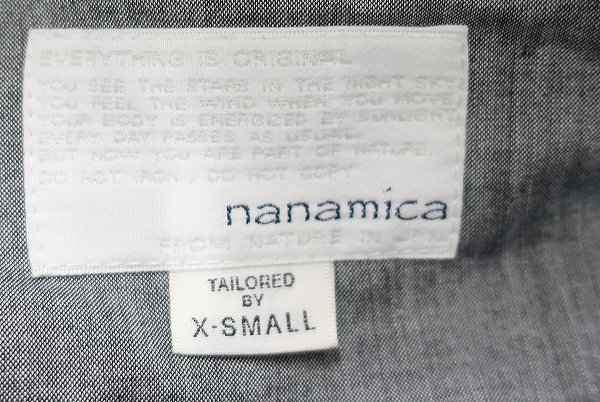 EVERYTHING IS ORIGINAL
YOU SEE THE STARS IN THE NIGHT SKY
YOU FEEL THE WIND WHEN YOU MOVE
YOUR BODY IS ENERGIZED BY SUNLIGHT
EVERY DAY PASSES AS USUAL
BUT NOW YOU ARE PART OF NATURE
DO NOT IRON, DO NOT COPY
nanamica
FROM NATURE IN
TAILORED
BY
X-SMALL